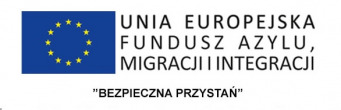 UNIA EUROPEJSKA
FUNDUSZ AZYLU,
MIGRACJI I INTEGRACJI
”BEZPIECZNA PRZYSTAŃ”